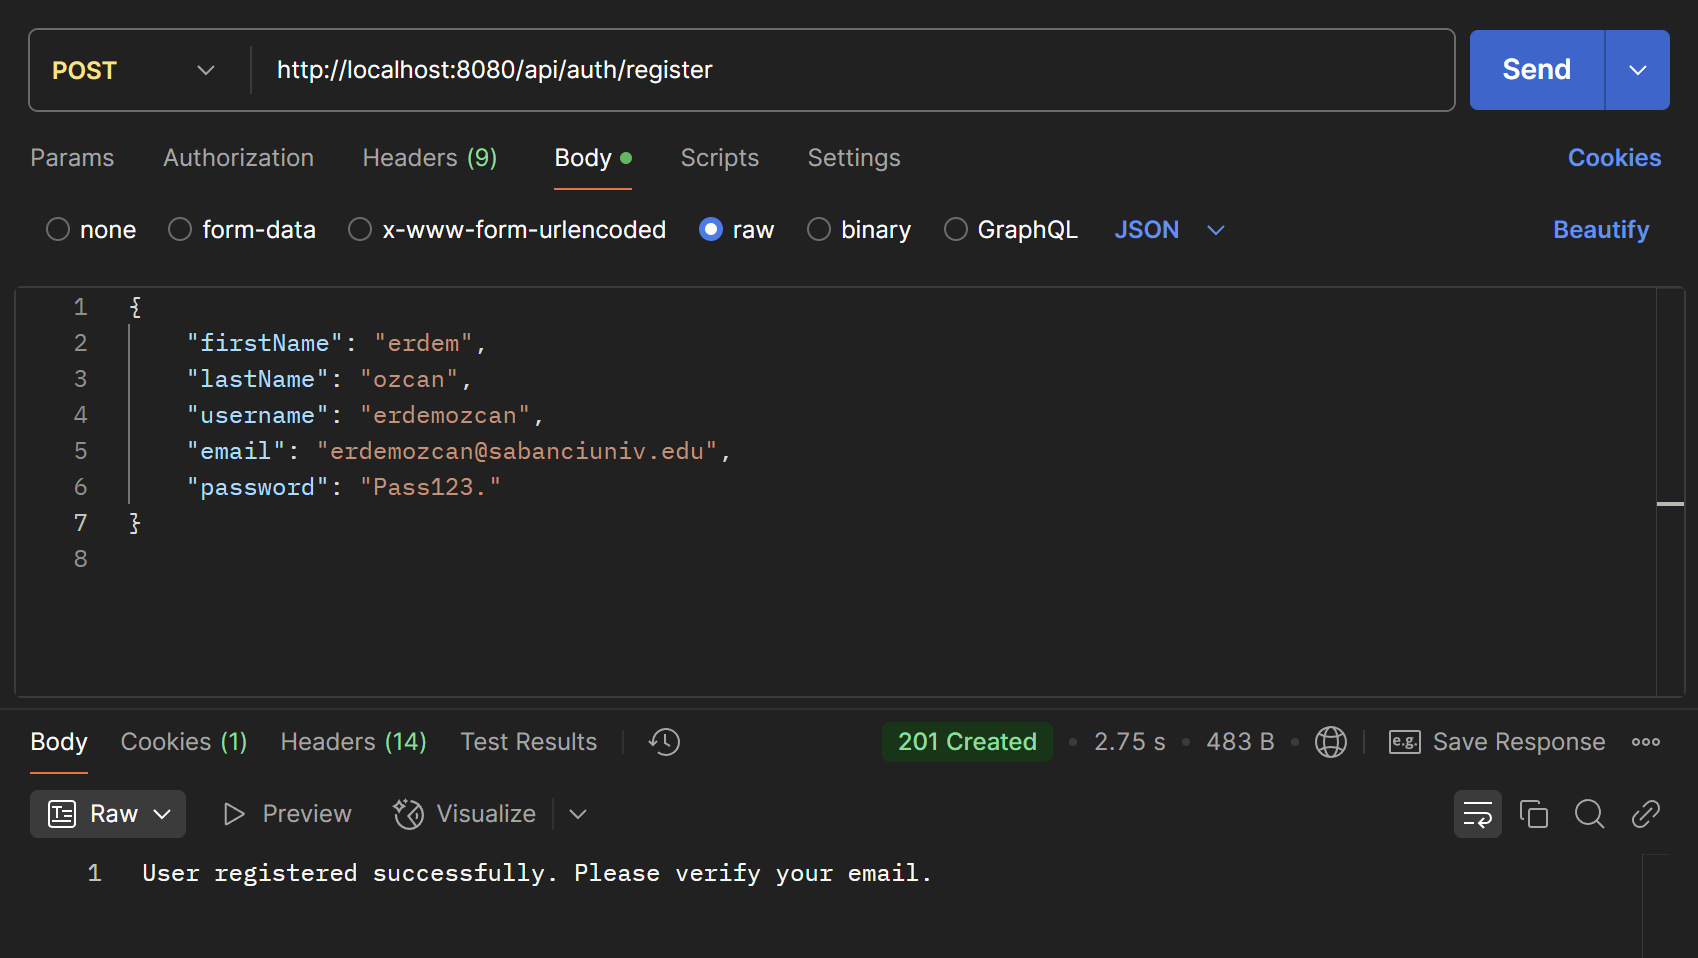 POST http://localhost:8080/api/auth/register Send
Params Authorization Headers (9) Body Scripts Settings Cookies
none form-data x-www-form-urlencoded raw binary GraphQL JSON Beautify
1 {
2 "firstName": "erdem",
3 "lastName": "ozcan",
4 "username": "erdemozcan",
5 "email": "erdemozcan@sabanciuniv.edu",
6 "password": "Pass123."
7 }
8
Body Cookies (1) Headers (14) Test Results 201 Created 2.75 s 483 B e.g. Save Response
Raw Preview Visualize
1 User registered successfully. Please verify your email.